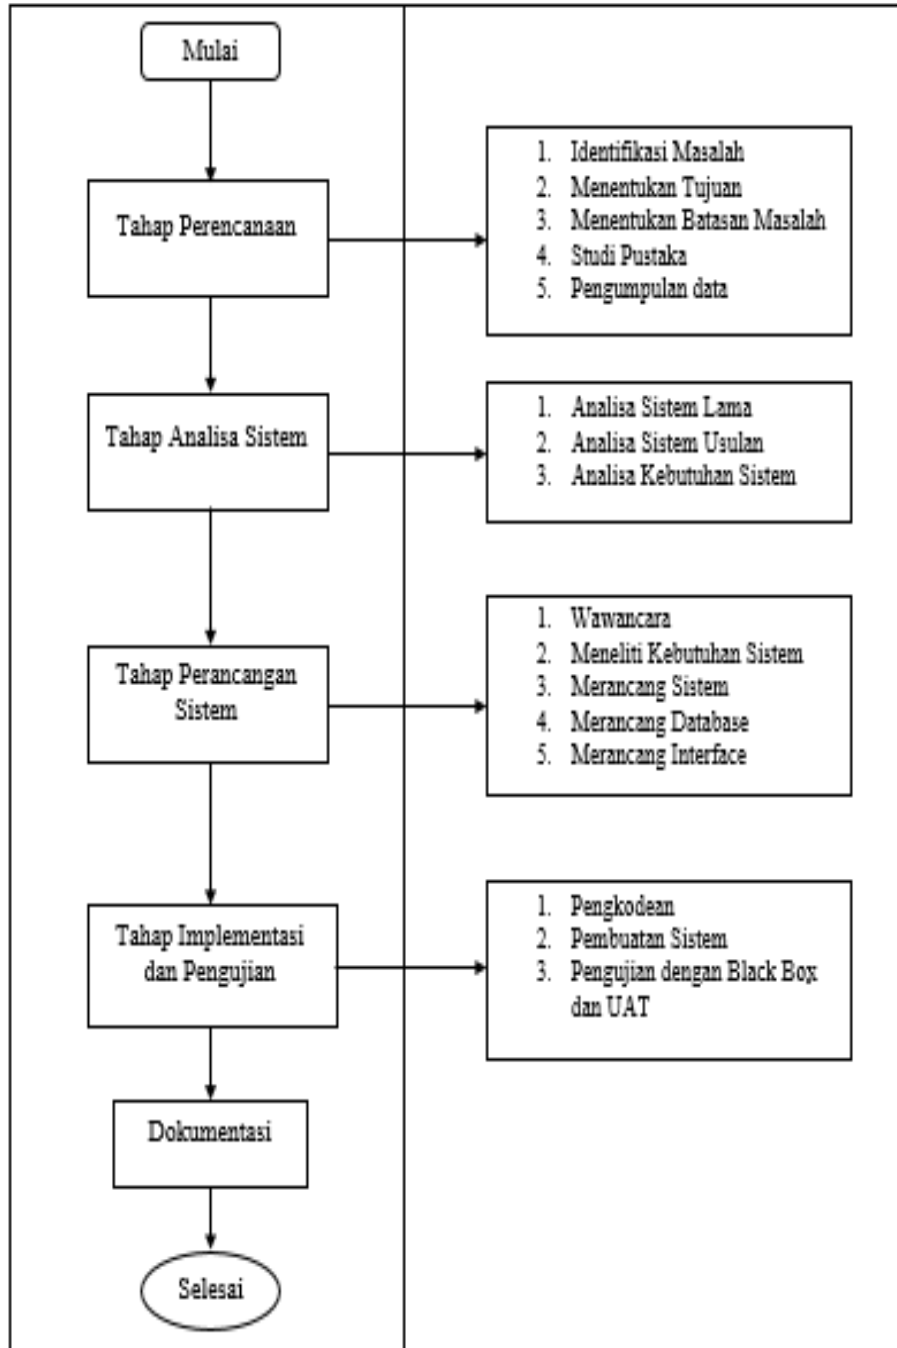 Mulai
Tahap Perencanaan
1. Identifikasi Masalah
2. Menentukan Tujuan
3. Menentukan Batasan Masalah
4. Studi Pustaka
5. Pengumpulan data
Tahap Analisa Sistem
1. Analisa Sistem Lama
2. Analisa Sistem Usulan
3. Analisa Kebutuhan Sistem
Tahap Perancangan
Sistem
1. Wawancara
2. Meneliti Kebutuhan Sistem
3. Merancang Sistem
4. Merancang Database
5. Merancang Interface
Tahap Implementasi
dan Pengujian
1. Pengkodean
2. Pembuatan Sistem
3. Pengujian dengan Black Box
dan UAT
Dokumentasi
Selesai